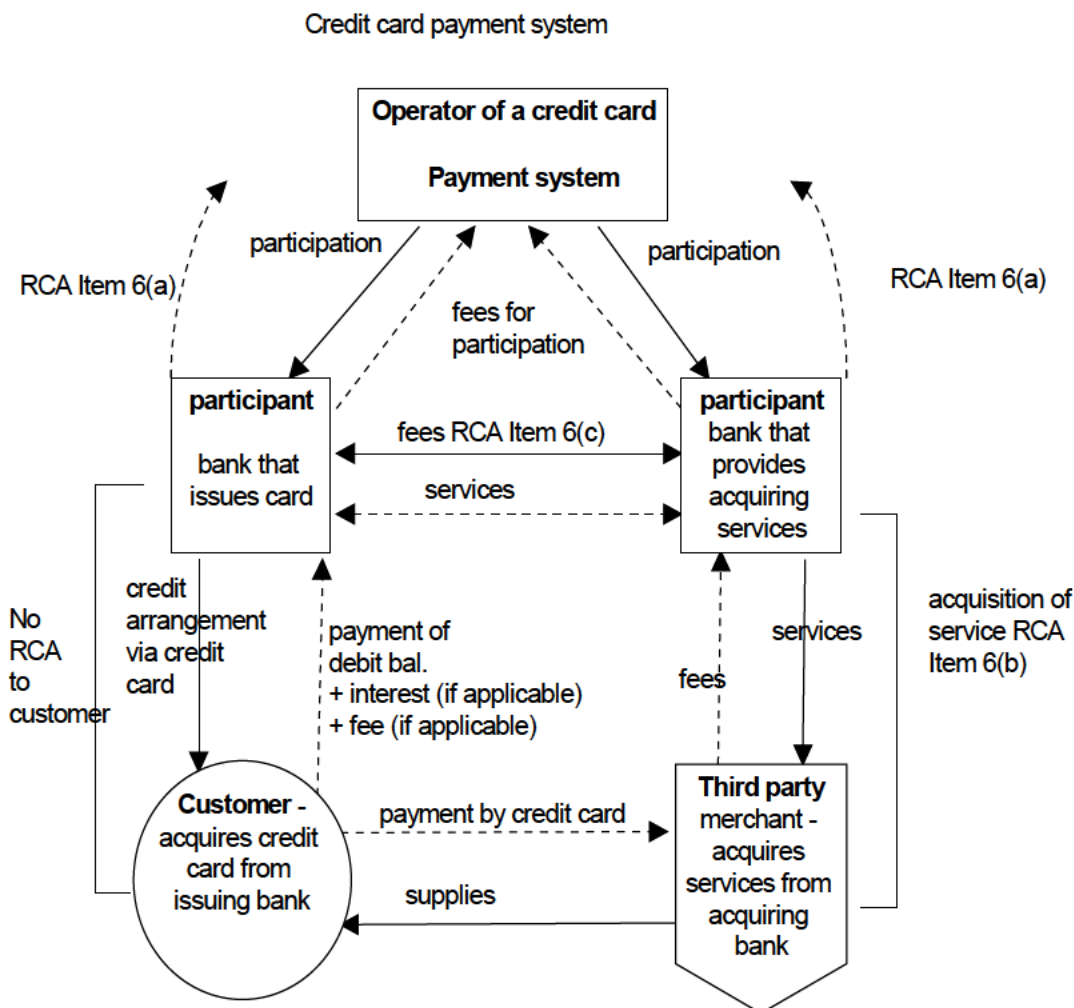 Credit card payment system
Operator of a credit card
Payment system
participation
participation
RCA Item 6(a)
RCA Item 6(a)
fees for
participation
participant
bank that
issues card
participant
bank that
provides
acquiring
services
fees RCA Item 6(c)
services
No
RCA
to
customer
credit
arrangement
via credit
card
payment of
debit bal.
+ interest (if applicable)
+ fee (if applicable)
fees
services
acquisition of
service RCA
Item 6(b)
Customer -
acquires credit
card from
issuing bank
payment by credit card
supplies
Third party
merchant -
acquires
services from
acquiring
bank